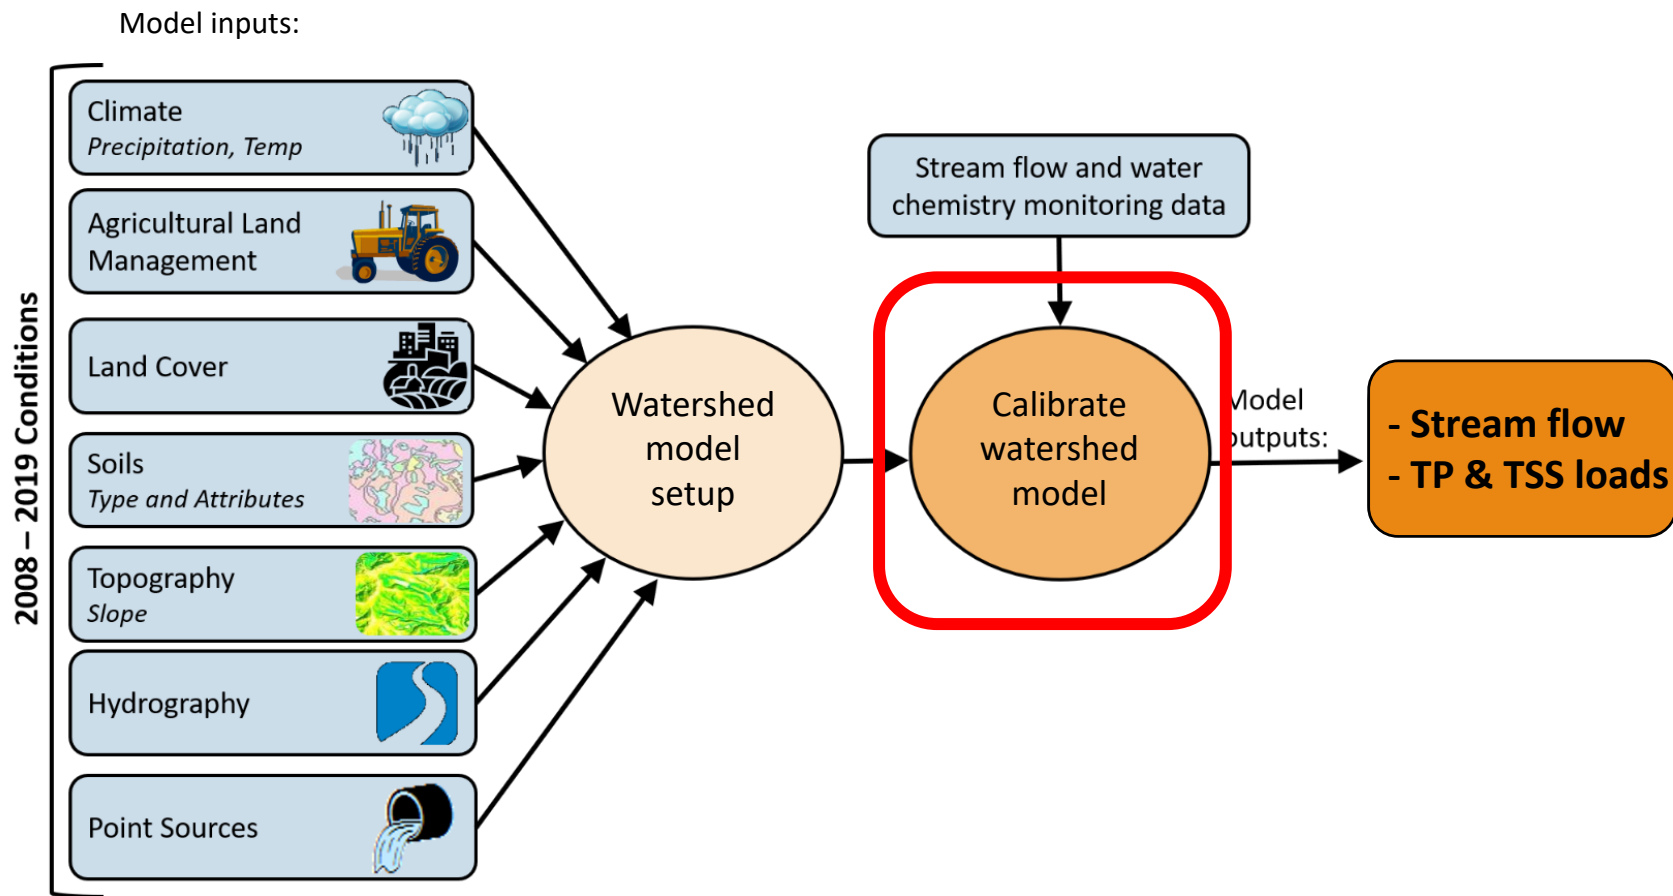 Model inputs:
2008 – 2019 Conditions
Climate
Precipitation, Temp
Agricultural Land
Management
Land Cover
Soils
Type and Attributes
Topography
Slope
Hydrography
Point Sources
Watershed
model
setup
Stream flow and water
chemistry monitoring data
Calibrate
watershed
model
Model
outputs:
- Stream flow
- TP & TSS loads